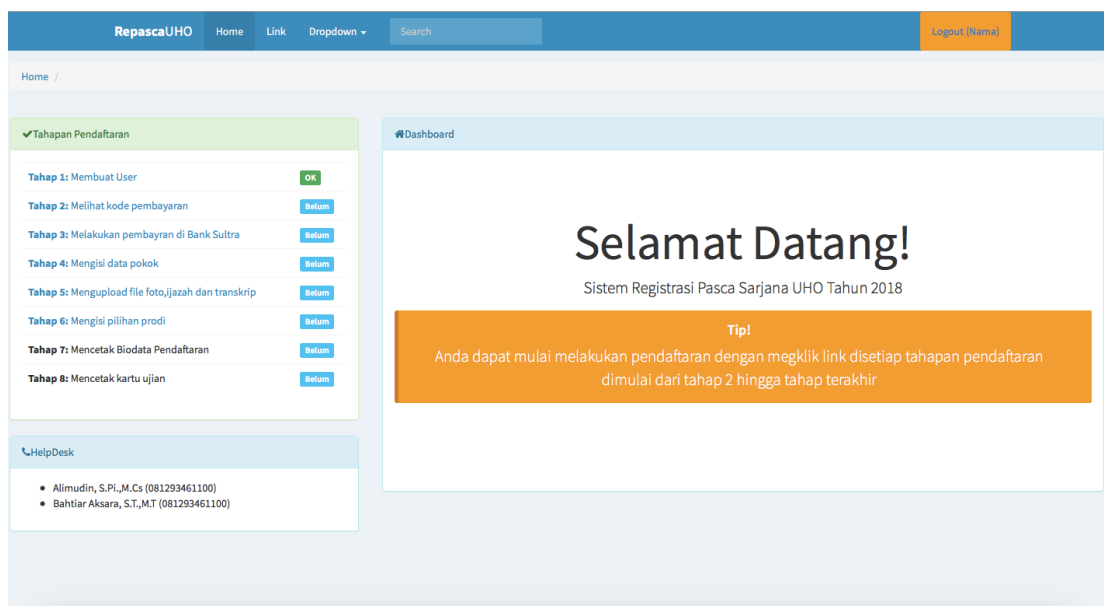 RepascaUHO Home Link Dropdown Search Logout (Nama)
Home /
Tahapan Pendaftaran
Tahap 1: Membuat User OK
Tahap 2: Melihat kode pembayaran Belum
Tahap 3: Melakukan pembayran di Bank Sultra Belum
Tahap 4: Mengisi data pokok Belum
Tahap 5: Mengupload file foto,ijazah dan transkrip Belum
Tahap 6: Mengisi pilihan prodi Belum
Tahap 7: Mencetak Biodata Pendaftaran Belum
Tahap 8: Mencetak kartu ujian Belum
HelpDesk
Alimudin, S.Pi.,M.Cs (081293461100)
Bahtiar Aksara, S.T.,M.T (081293461100)
Dashboard
Selamat Datang!
Sistem Registrasi Pasca Sarjana UHO Tahun 2018
Tip!
Anda dapat mulai melakukan pendaftaran dengan megklik link disetiap tahapan pendaftaran
dimulai dari tahap 2 hingga tahap terakhir